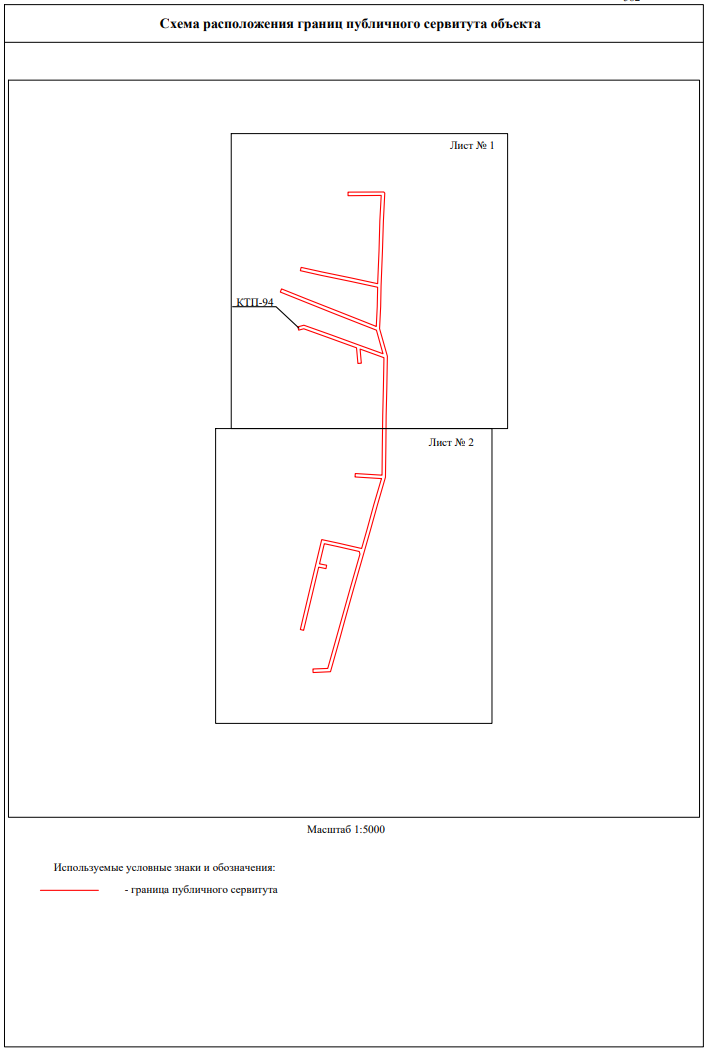 Схема расположения границ публичного сервитута объекта
Лист № 1
КТП-94
Лист № 2
Масштаб 1:5000
Используемые условные знаки и обозначения:
- граница публичного сервитута